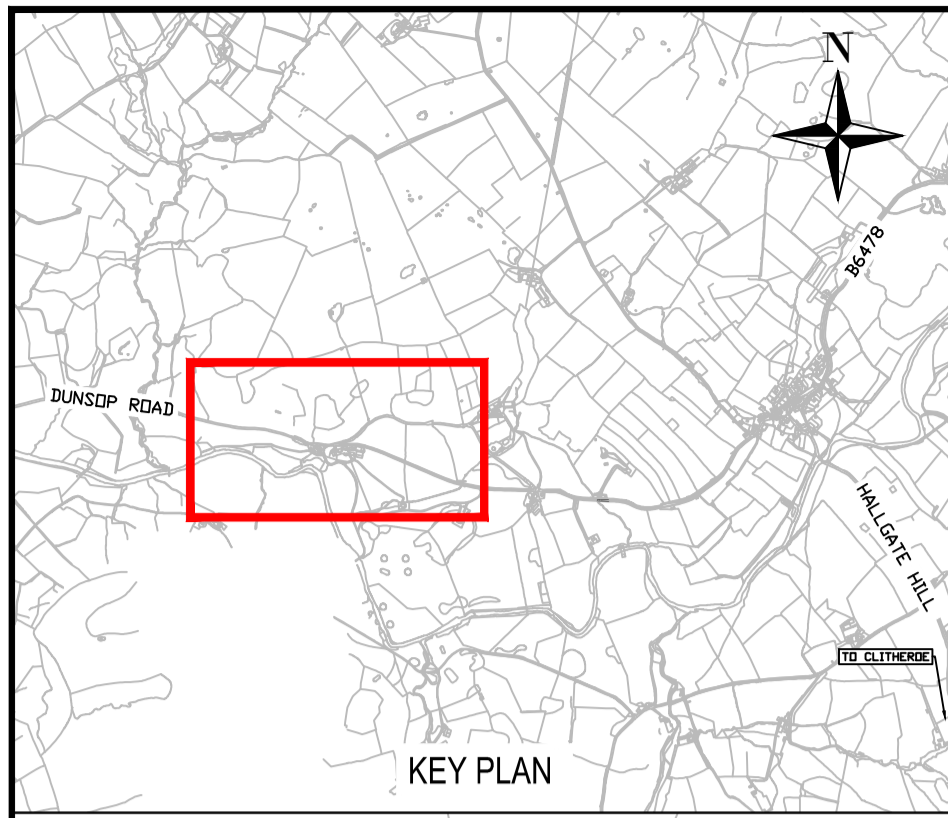 N
B6478
DUNSOP ROAD
HALLGATE HILL
TO CLITHEROE
KEY PLAN